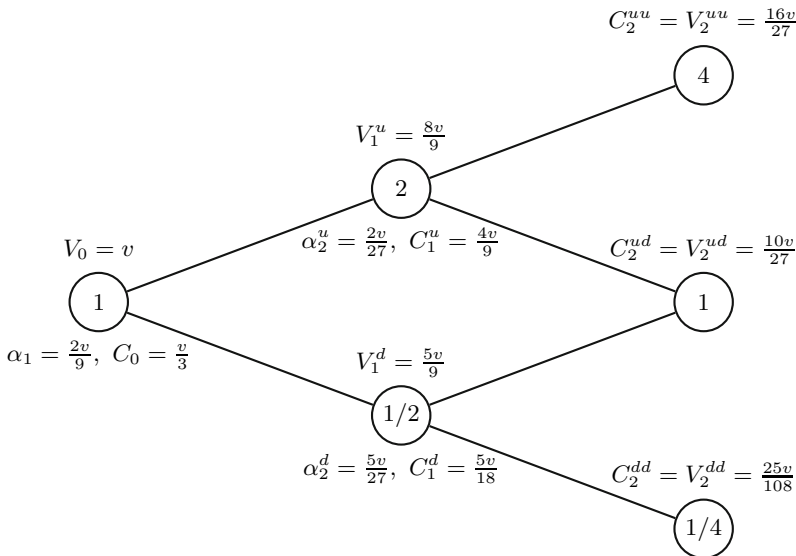 $C_2^{uu} = V_2^{uu} = \frac{16v}{27}$
4
$V_1^u = \frac{8v}{9}$
2
$\alpha_2^u = \frac{2v}{27},\ C_1^u = \frac{4v}{9}$
$V_0 = v$
1
$\alpha_1 = \frac{2v}{9},\ C_0 = \frac{v}{3}$
$C_2^{ud} = V_2^{ud} = \frac{10v}{27}$
1
$V_1^d = \frac{5v}{9}$
1/2
$\alpha_2^d = \frac{5v}{27},\ C_1^d = \frac{5v}{18}$
$C_2^{dd} = V_2^{dd} = \frac{25v}{108}$
1/4